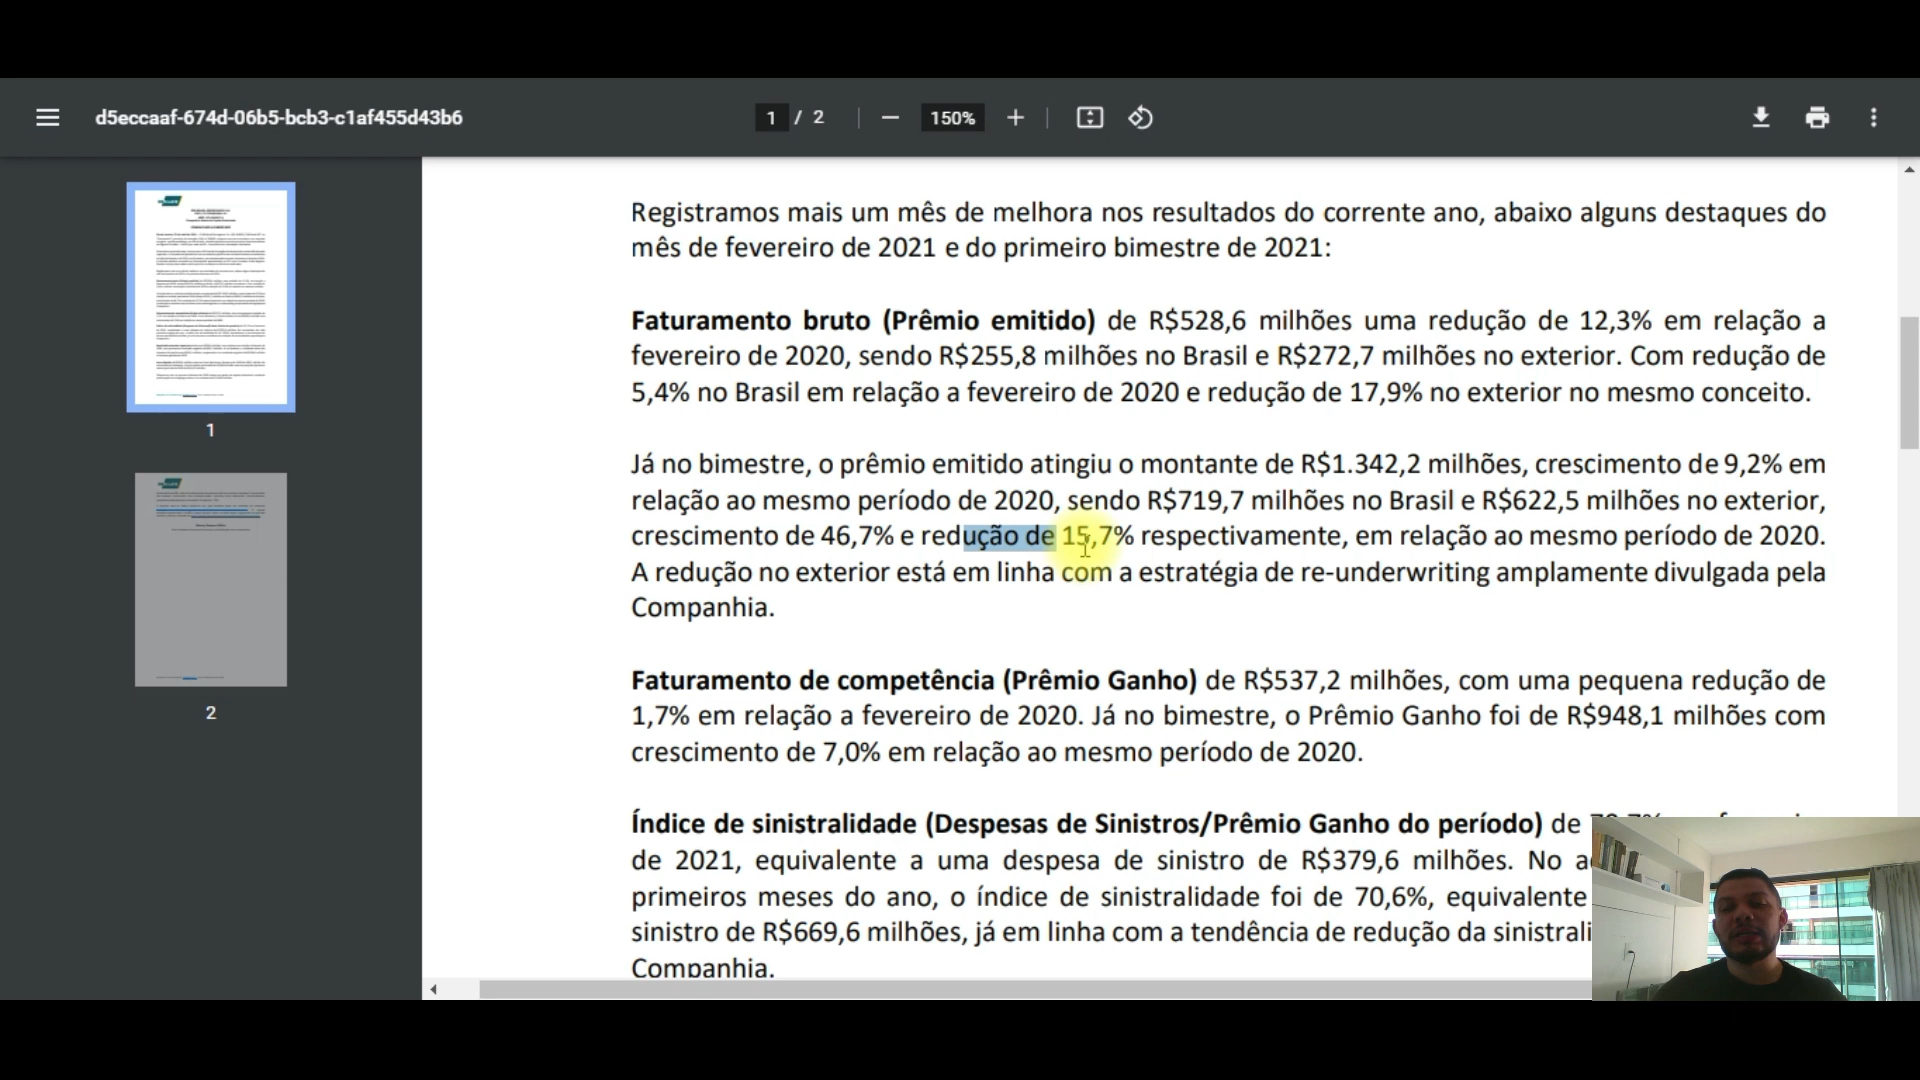 d5eccaaf-674d-06b5-bcb3-c1af455d43b6
1 / 2
150%
Registramos mais um mês de melhora nos resultados do corrente ano, abaixo alguns destaques do
mês de fevereiro de 2021 e do primeiro bimestre de 2021:
Faturamento bruto (Prêmio emitido) de R$528,6 milhões uma redução de 12,3% em relação a
fevereiro de 2020, sendo R$255,8 milhões no Brasil e R$272,7 milhões no exterior. Com redução de
5,4% no Brasil em relação a fevereiro de 2020 e redução de 17,9% no exterior no mesmo conceito.
Já no bimestre, o prêmio emitido atingiu o montante de R$1.342,2 milhões, crescimento de 9,2% em
relação ao mesmo período de 2020, sendo R$719,7 milhões no Brasil e R$622,5 milhões no exterior,
crescimento de 46,7% e redução de 15,7% respectivamente, em relação ao mesmo período de 2020.
A redução no exterior está em linha com a estratégia de re-underwriting amplamente divulgada pela
Companhia.
Faturamento de competência (Prêmio Ganho) de R$537,2 milhões, com uma pequena redução de
1,7% em relação a fevereiro de 2020. Já no bimestre, o Prêmio Ganho foi de R$948,1 milhões com
crescimento de 7,0% em relação ao mesmo período de 2020.
Índice de sinistralidade (Despesas de Sinistros/Prêmio Ganho do período) de
de 2021, equivalente a uma despesa de sinistro de R$379,6 milhões. No
primeiros meses do ano, o índice de sinistralidade foi de 70,6%, equivalente
sinistro de R$669,6 milhões, já em linha com a tendência de redução da
Companhia.
1
2